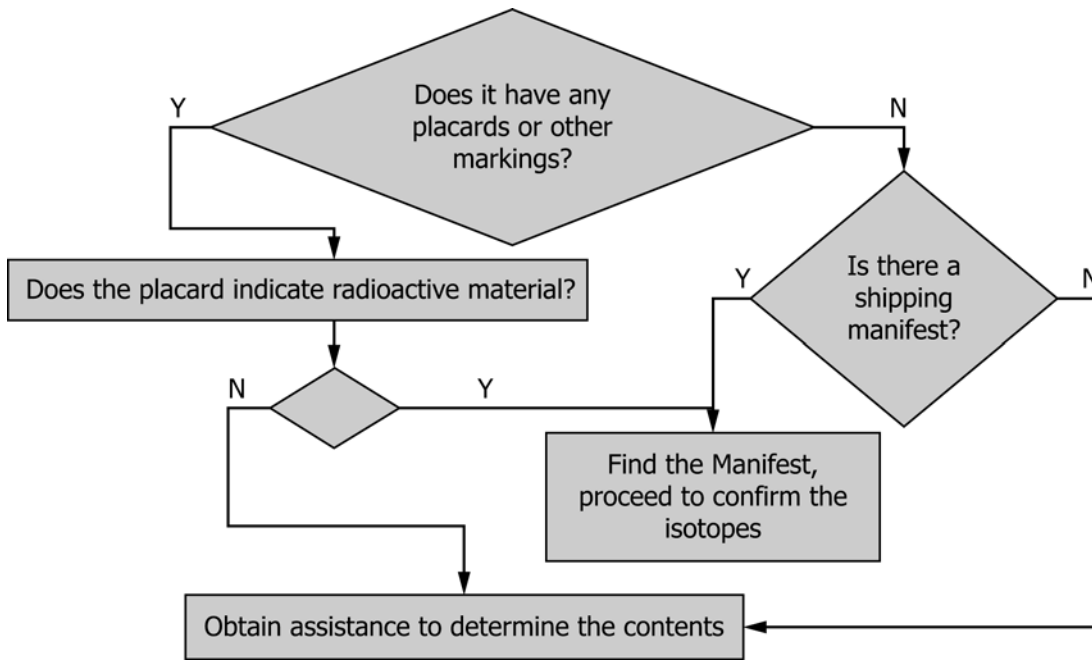 Does it have any
placards or other
markings?
Y
N
Does the placard indicate radioactive material?
Is there a
shipping
manifest?
Y
N
N
Y
Find the Manifest,
proceed to confirm the
isotopes
Obtain assistance to determine the contents